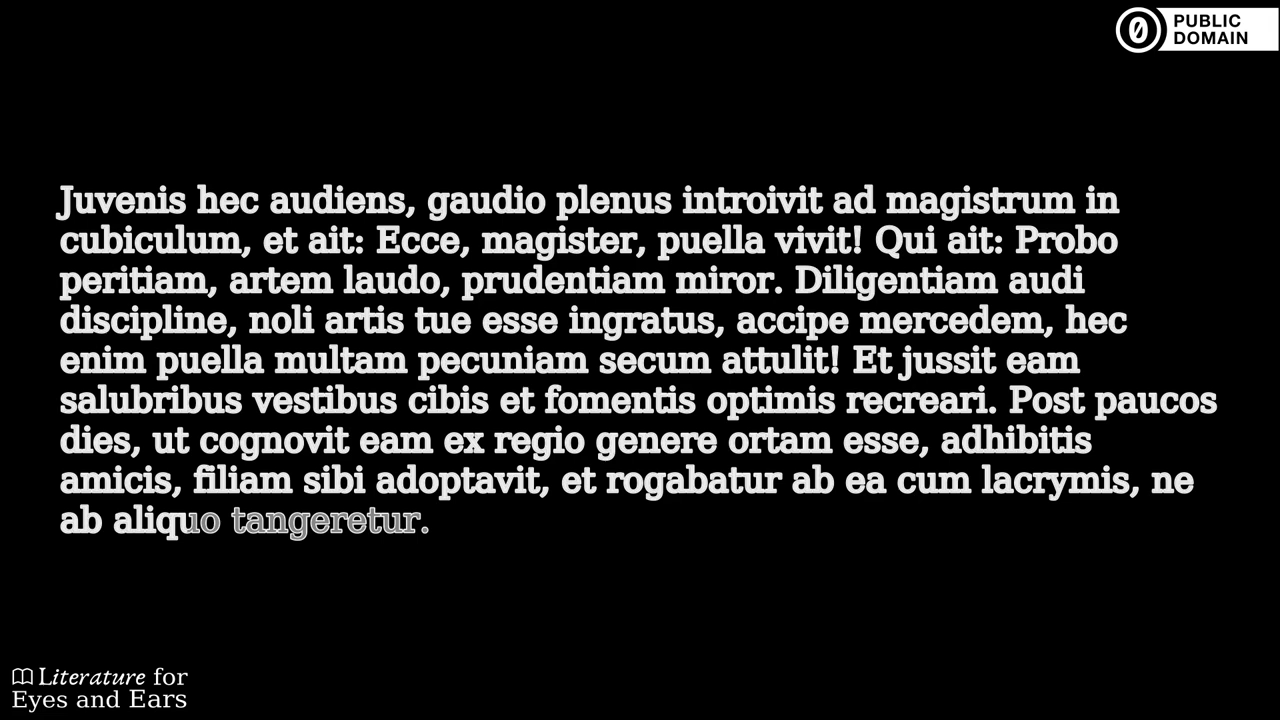 PUBLIC
DOMAIN
Juvenis hec audiens, gaudio plenus introivit ad magistrum in
cubiculum, et ait: Ecce, magister, puella vivit! Qui ait: Probo
peritiam, artem laudo, prudentiam miror. Diligentiam audi
discipline, noli artis tue esse ingratus, accipe mercedem, hec
enim puella multam pecuniam secum attulit! Et jussit eam
salubribus vestibus cibis et fomentis optimis recreari. Post paucos
dies, ut cognovit eam ex regio genere ortam esse, adhibitis
amicis, filiam sibi adoptavit, et rogabatur ab ea cum lacrymis, ne
ab aliquo tangeretur.
Literature for
Eyes and Ears